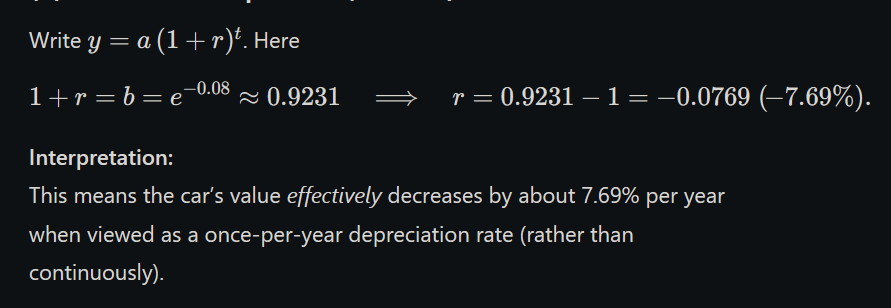 Write y = a (1 + r)^t. Here
1 + r = b = e^{−0.08} ≈ 0.9231 ⟹ r = 0.9231 − 1 = −0.0769 (−7.69%).
Interpretation:
This means the car's value effectively decreases by about 7.69% per year
when viewed as a once-per-year depreciation rate (rather than
continuously).